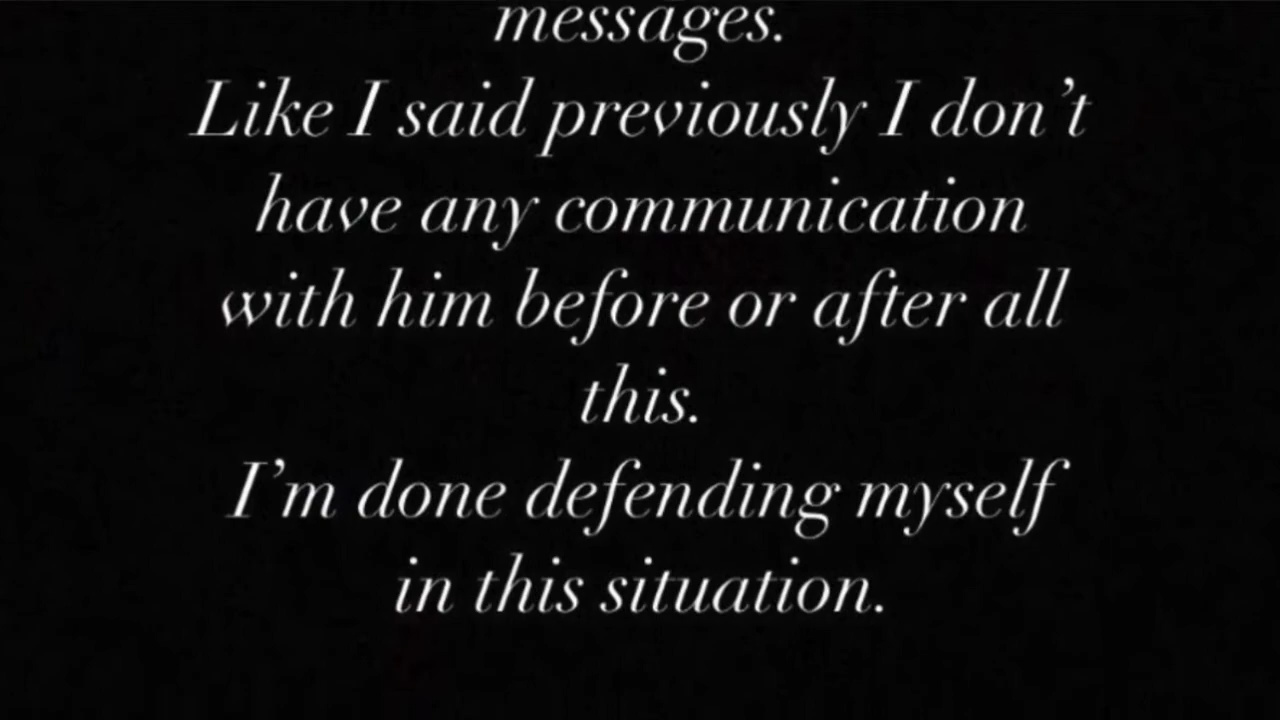 messages.
Like I said previously I don’t
have any communication
with him before or after all
this.
I’m done defending myself
in this situation.